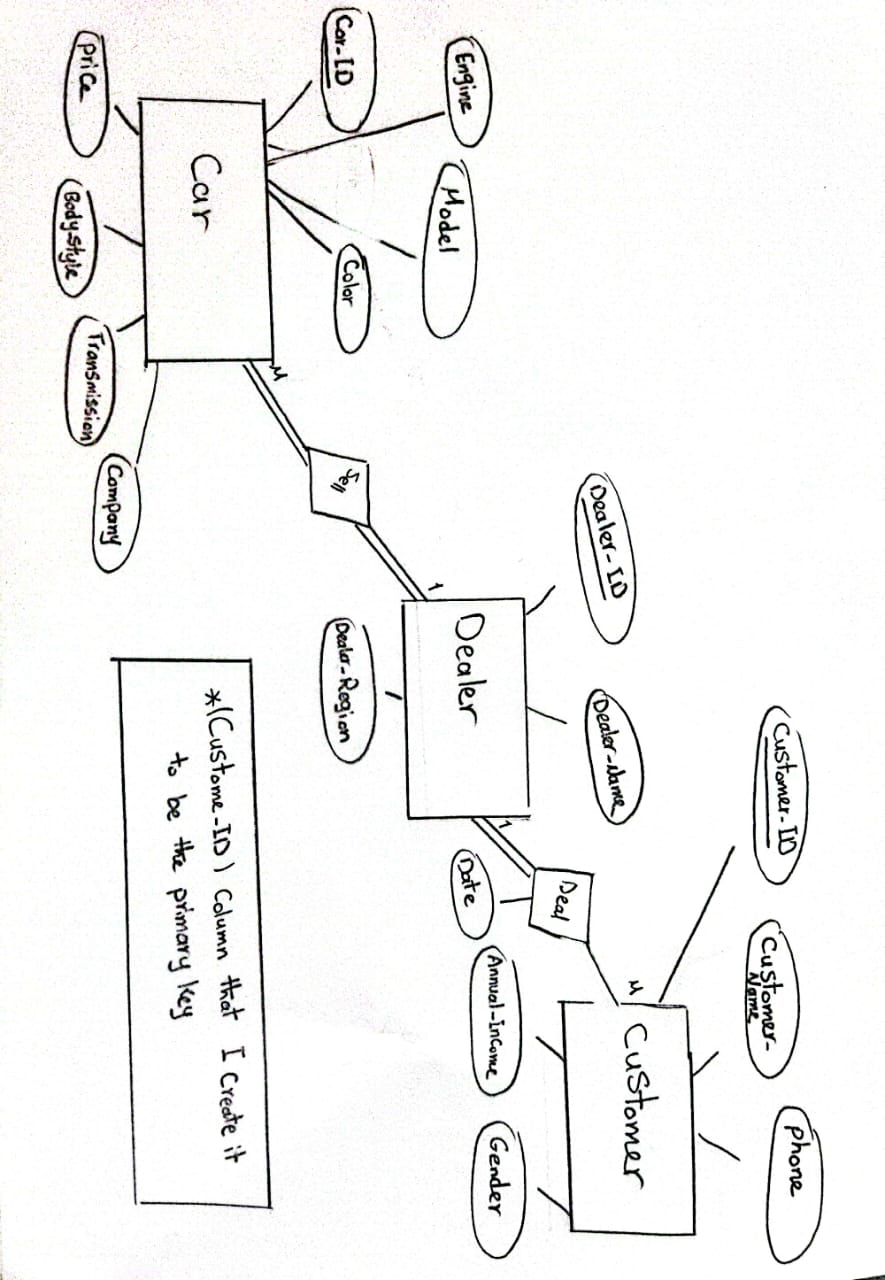 Customer-ID
Customer-
Name
Phone
Dealer-ID
Dealer-Name
Engine
Model
Car-ID
Color
Customer
M
Deal
Date
1
Annual-Income
Gender
Dealer
1
Dealer-Region
Sell
M
Car
Price
Body-style
Transmission
Company
*(Custome-ID) Column that I Create it
to be the primary key